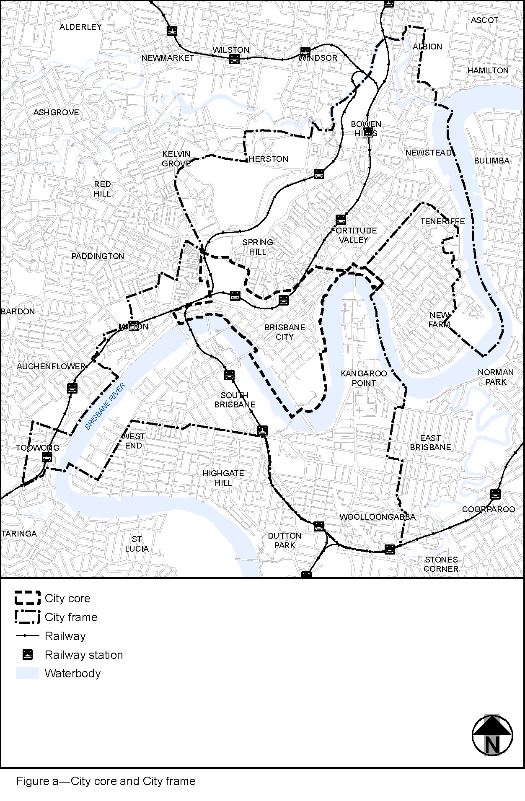 ALDERLEY
ASCOT
NEWMARKET
WILSTON
WINDSOR
ALBION
HAMILTON
ASHGROVE
BOWEN
HILLS
KELVIN
GROVE
HERSTON
NEWSTEAD
BULIMBA
RED
HILL
TENERIFFE
FORTITUDE
VALLEY
SPRING
HILL
PADDINGTON
BARDON
MILTON
BRISBANE
CITY
NEW
FARM
AUCHENFLOWER
KANGAROO
POINT
NORMAN
PARK
BRISBANE RIVER
SOUTH
BRISBANE
WEST
END
EAST
BRISBANE
TOOWONG
HIGHGATE
HILL
COORPAROO
WOOLLOONGABBA
TARINGA
ST
LUCIA
DUTTON
PARK
STONES
CORNER
City core
City frame
Railway
Railway station
Waterbody
N
Figure a—City core and City frame